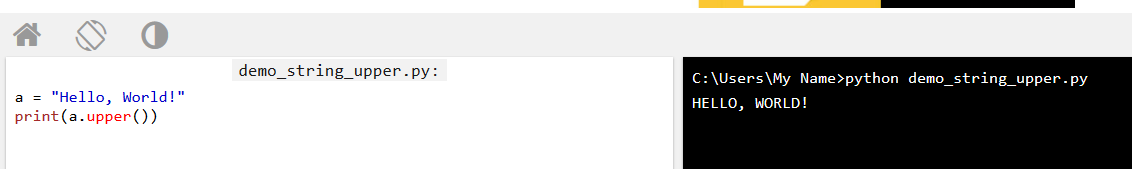 demo_string_upper.py:
a = "Hello, World!"
print(a.upper())
C:\Users\My Name>python demo_string_upper.py
HELLO, WORLD!